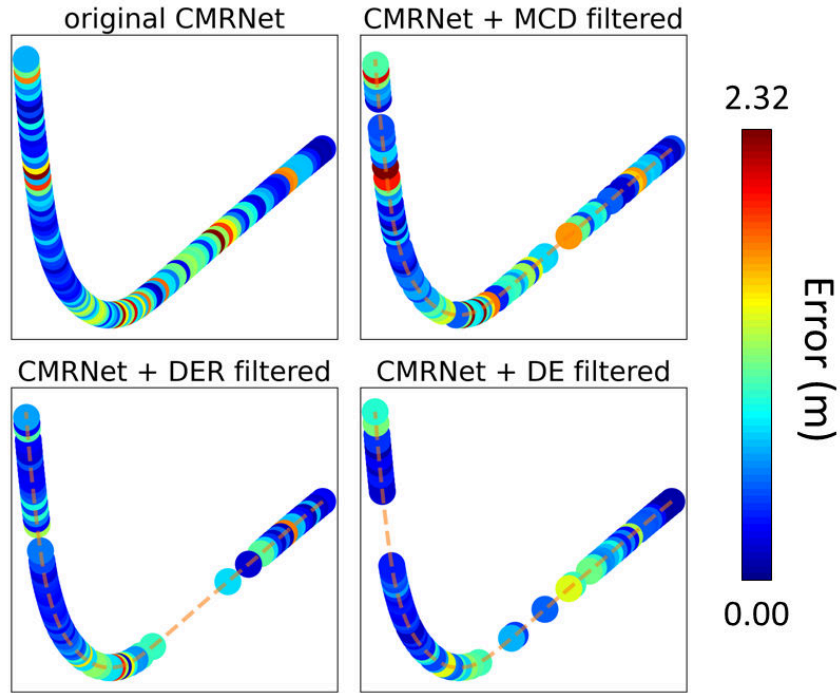 original CMRNet
CMRNet + MCD filtered
CMRNet + DER filtered
CMRNet + DE filtered
2.32
Error (m)
0.00